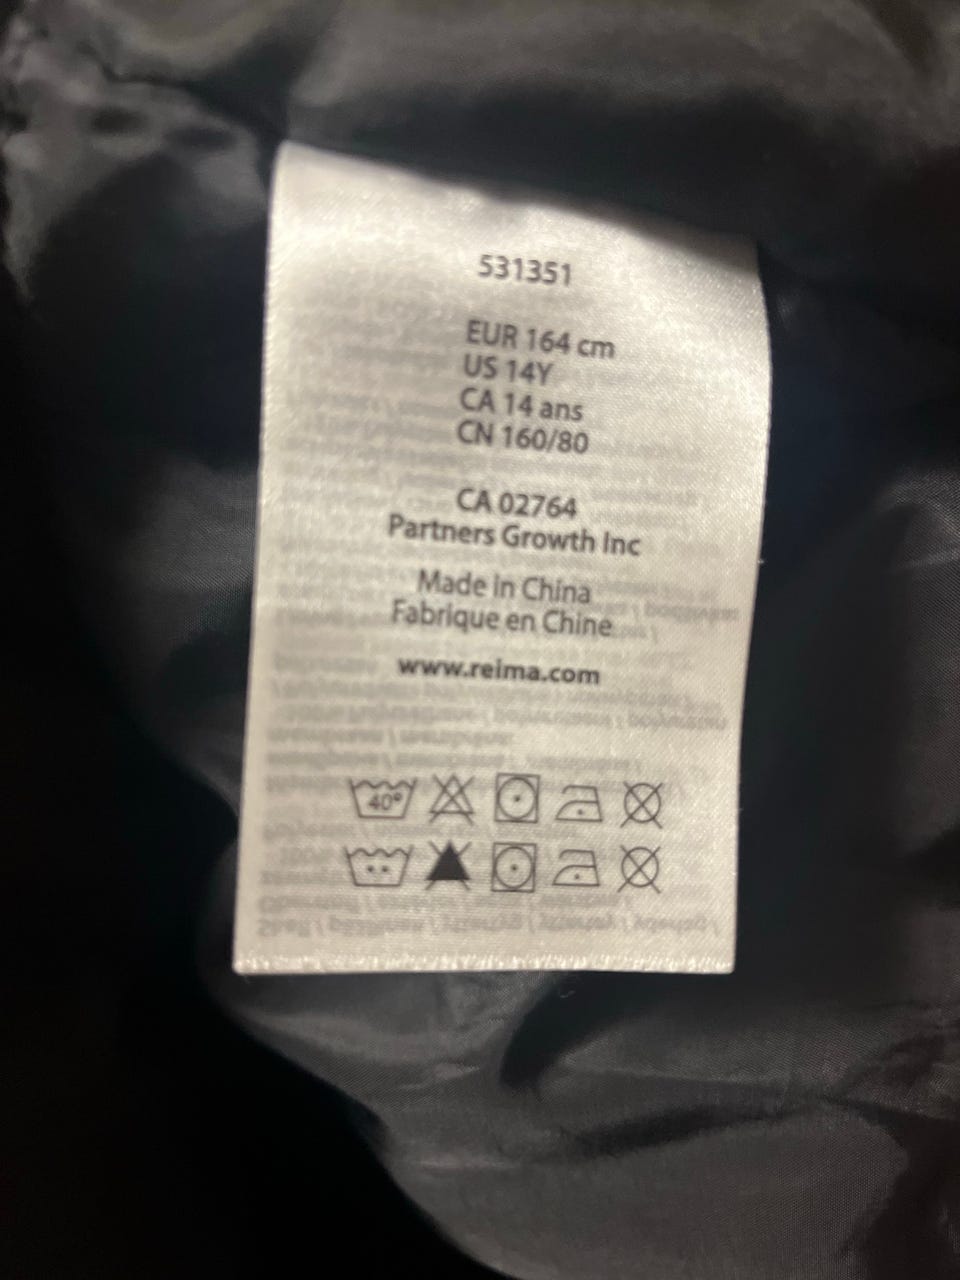 531351
EUR 164 cm
US 14Y
CA 14 ans
CN 160/80
CA 02764
Partners Growth Inc
Made in China
Fabrique en Chine
www.reima.com
40°